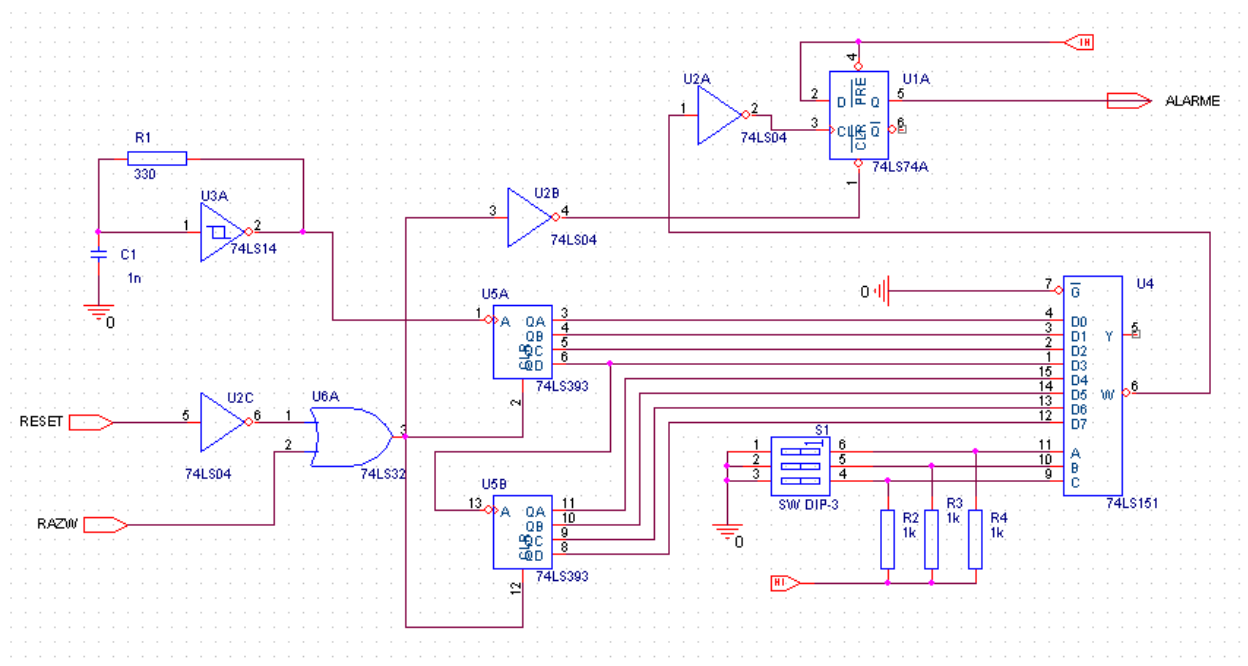 HI
4
U2A
U1A
1
2
2
D
PRE
Q
5
ALARME
3
CLK
Q
6
74LS04
CLR
74LS74A
1
R1
330
U3A
1
2
74LS14
C1
1n
0
U2B
3
4
74LS04
U5A
1
A
QA
3
QB
4
QC
5
QD
6
CLR
74LS393
2
0
7
G
U4
4
D0
3
D1
Y
5
2
D2
1
D3
15
D4
14
D5
W
6
13
D6
12
D7
11
A
10
B
9
C
74LS151
RESET
5
U2C
6
74LS04
U6A
1
2
3
74LS32
RAZW
S1
1
1
6
2
5
3
4
SW DIP-3
0
U5B
13
A
QA
11
QB
10
QC
9
QD
8
CLR
74LS393
12
R2
1k
R3
1k
R4
1k
HI